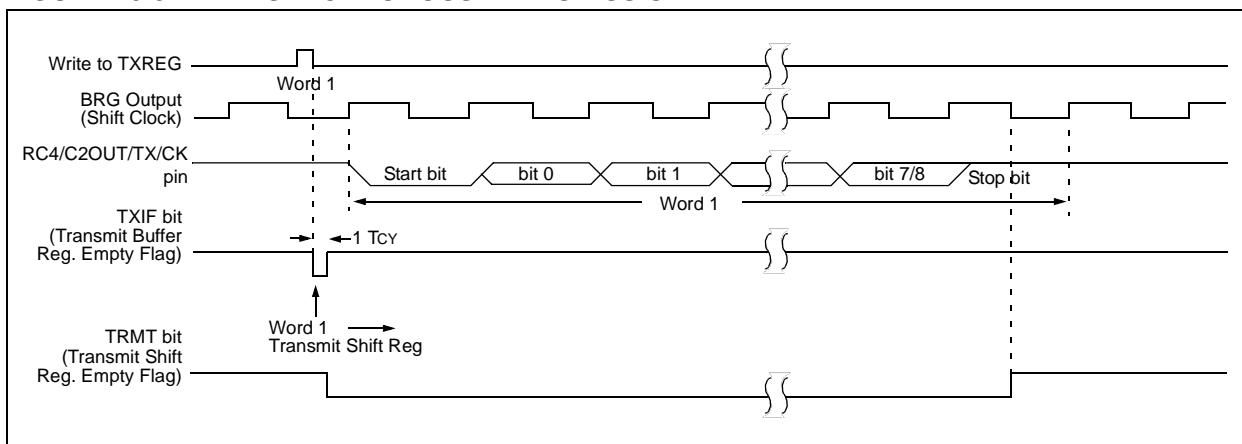 Write to TXREG
Word 1
BRG Output
(Shift Clock)
RC4/C2OUT/TX/CK
pin
Start bit
bit 0
bit 1
bit 7/8
Stop bit
Word 1
TXIF bit
(Transmit Buffer
Reg. Empty Flag)
1 TCY
Word 1
Transmit Shift Reg
TRMT bit
(Transmit Shift
Reg. Empty Flag)